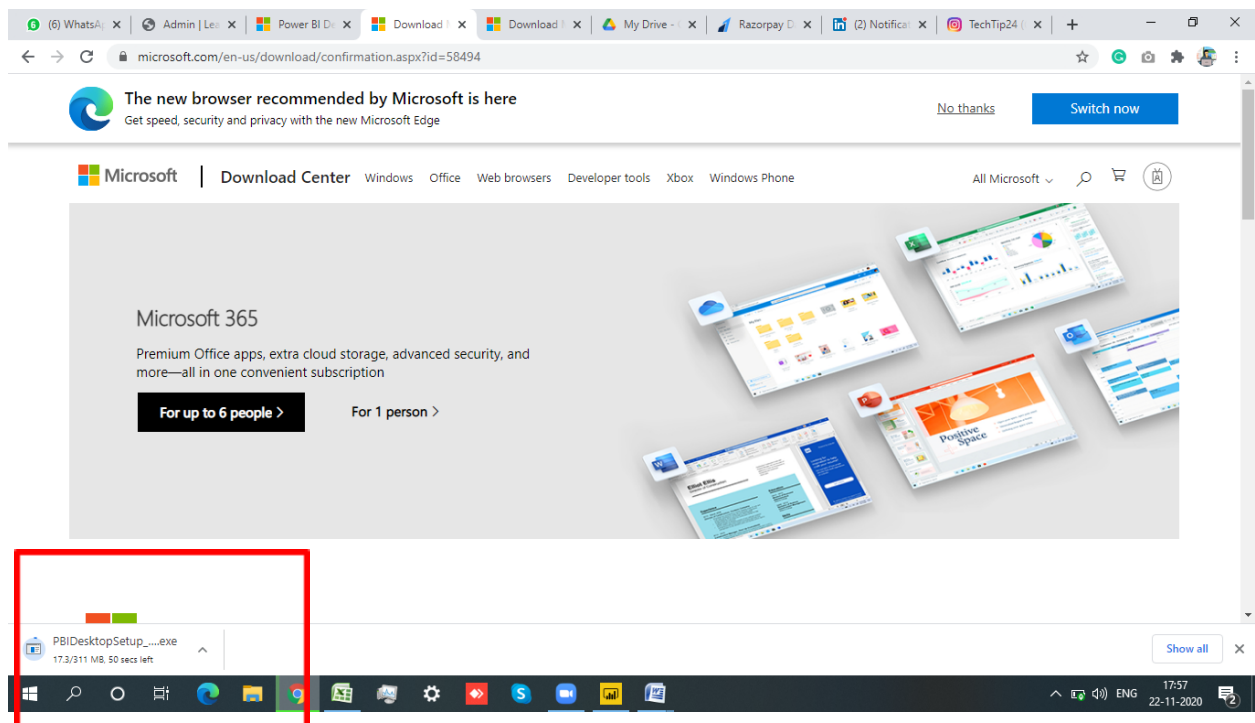 (6) WhatsA
Admin | Lea
Power BI De
Download
Download
My Drive -
Razorpay D
(2) Notificat
TechTip24 (
microsoft.com/en-us/download/confirmation.aspx?id=58494
The new browser recommended by Microsoft is here
Get speed, security and privacy with the new Microsoft Edge
No thanks
Switch now
Microsoft
Download Center
Windows
Office
Web browsers
Developer tools
Xbox
Windows Phone
All Microsoft
Microsoft 365
Premium Office apps, extra cloud storage, advanced security, and
more—all in one convenient subscription
For up to 6 people >
For 1 person >
Positive
Space
Elliot Ellis
PBIDesktopSetup_....exe
17.3/311 MB, 50 secs left
Show all
ENG
17:57
22-11-2020
2